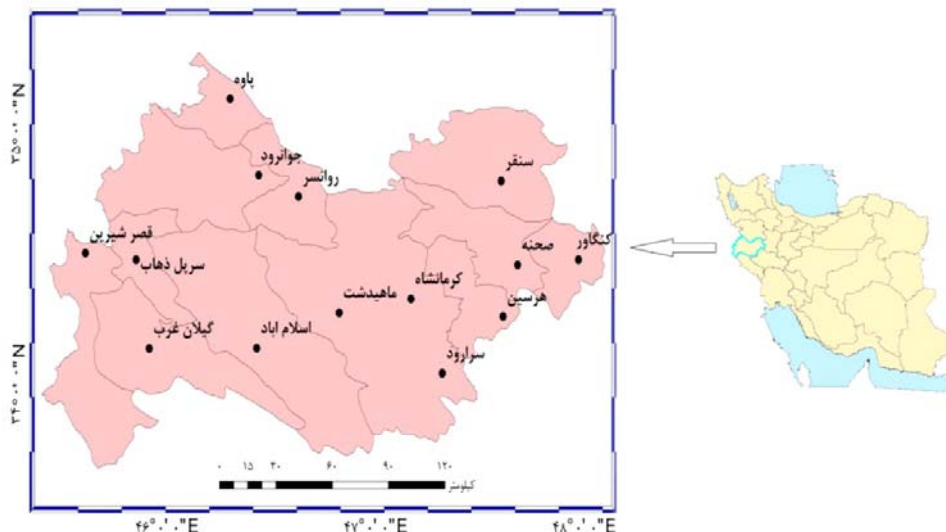 پاوه
۳۵°۰'۰"N
جوانرود
سنقر
روانسر
قصر شیرین
سرپل ذهاب
کنگاور
صحنه
کرمانشاه
ماهیدشت
هرسین
گیلان غرب
اسلام اباد
سرارود
۳۴°۰'۰"N
۰ ۱۵ ۳۰ ۶۰ ۹۰ ۱۲۰
کیلومتر
۴۶°۰'۰"E
۴۷°۰'۰"E
۴۸°۰'۰"E